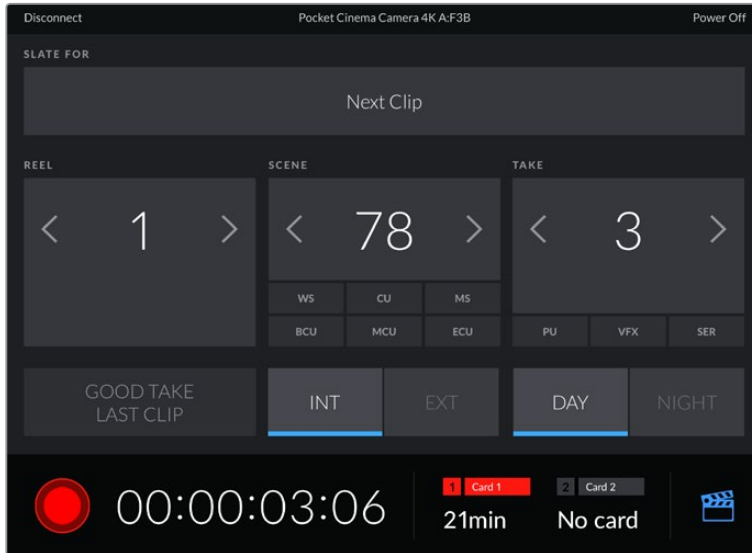 Disconnect Pocket Cinema Camera 4K A:F3B Power Off
SLATE FOR
Next Clip
REEL SCENE TAKE
1 78 3
WS CU MS
BCU MCU ECU PU VFX SER
GOOD TAKE
LAST CLIP
INT EXT DAY NIGHT
00:00:03:06
1 Card 1 2 Card 2
21min No card